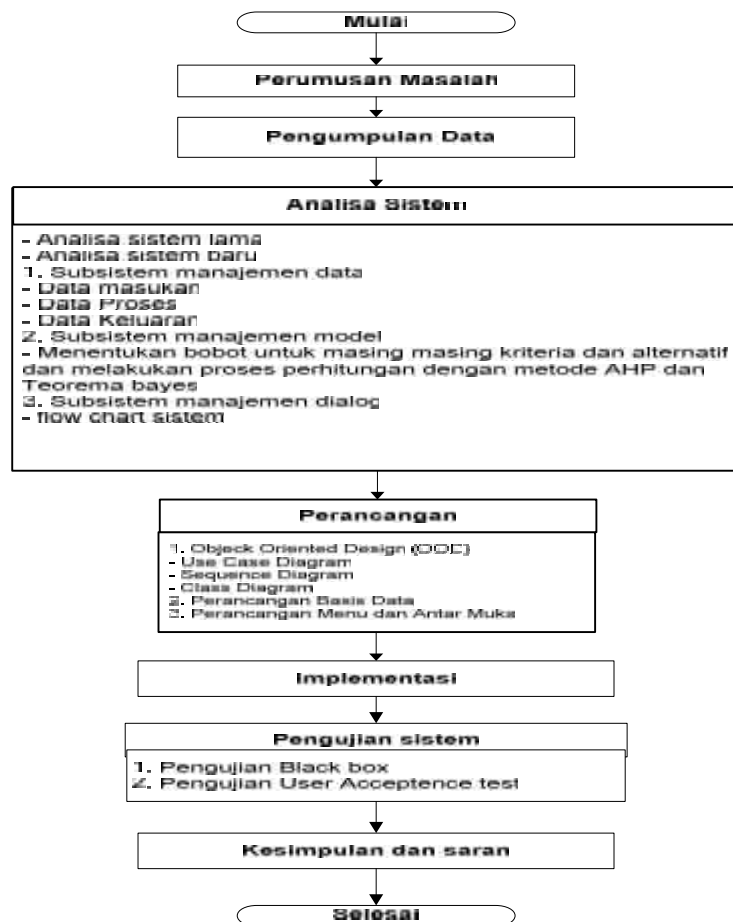 Mulai
Perumusan Masalah
Pengumpulan Data
Analisa Sistem
- Analisa sistem lama
- Analisa sistem baru
1. Subsistem manajemen data
- Data masukan
- Data Proses
- Data Keluaran
2. Subsistem manajemen model
- Menentukan bobot untuk masing masing kriteria dan alternatif
dan melakukan proses perhitungan dengan metode AHP dan
Teorema bayes
3. Subsistem manajemen dialog
- flow chart sistem
Perancangan
1. Objeck Oriented Design (OOD)
- Use Case Diagram
- Sequence Diagram
- Class Diagram
2. Perancangan Basis Data
3. Perancangan Menu dan Antar Muka
Implementasi
Pengujian sistem
1. Pengujian Black box
2. Pengujian User Acceptence test
Kesimpulan dan saran
Selesai